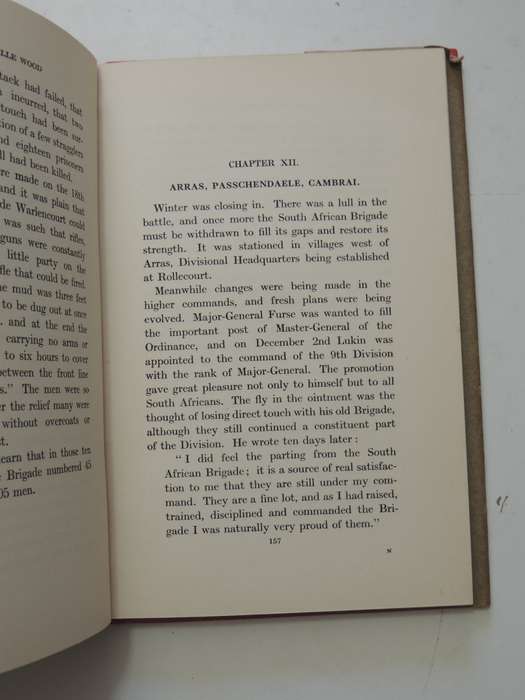 LLE WOOD
tack had failed, that
incurred, that two
touch had been sur-
tion of a few stragglers
nd eighteen prisoners
ll had been killed.
re made on the 18th
and it was plain that
de Warlencourt could
was such that rifles,
guns were constantly
little party on the
fle that could be fired.
he mud was three feet
to be dug out at once
. and at the end the
carrying no arms or
to six hours to cover
between the front line
s." The men were so
er the relief many were
without overcoats or
st.
earn that in those ten
Brigade numbered 45
05 men.
CHAPTER XII.
ARRAS, PASSCHENDAELE, CAMBRAI.
Winter was closing in. There was a lull in the
battle, and once more the South African Brigade
must be withdrawn to fill its gaps and restore its
strength. It was stationed in villages west of
Arras, Divisional Headquarters being established
at Rollecourt.
Meanwhile changes were being made in the
higher commands, and fresh plans were being
evolved. Major-General Furse was wanted to fill
the important post of Master-General of the
Ordinance, and on December 2nd Lukin was
appointed to the command of the 9th Division
with the rank of Major-General. The promotion
gave great pleasure not only to himself but to all
South Africans. The fly in the ointment was the
thought of losing direct touch with his old Brigade,
although they still continued a constituent part
of the Division. He wrote ten days later :
" I did feel the parting from the South
African Brigade ; it is a source of real satisfac-
tion to me that they are still under my com-
mand. They are a fine lot, and as I had raised,
trained, disciplined and commanded the Bri-
gade I was naturally very proud of them."
157
N